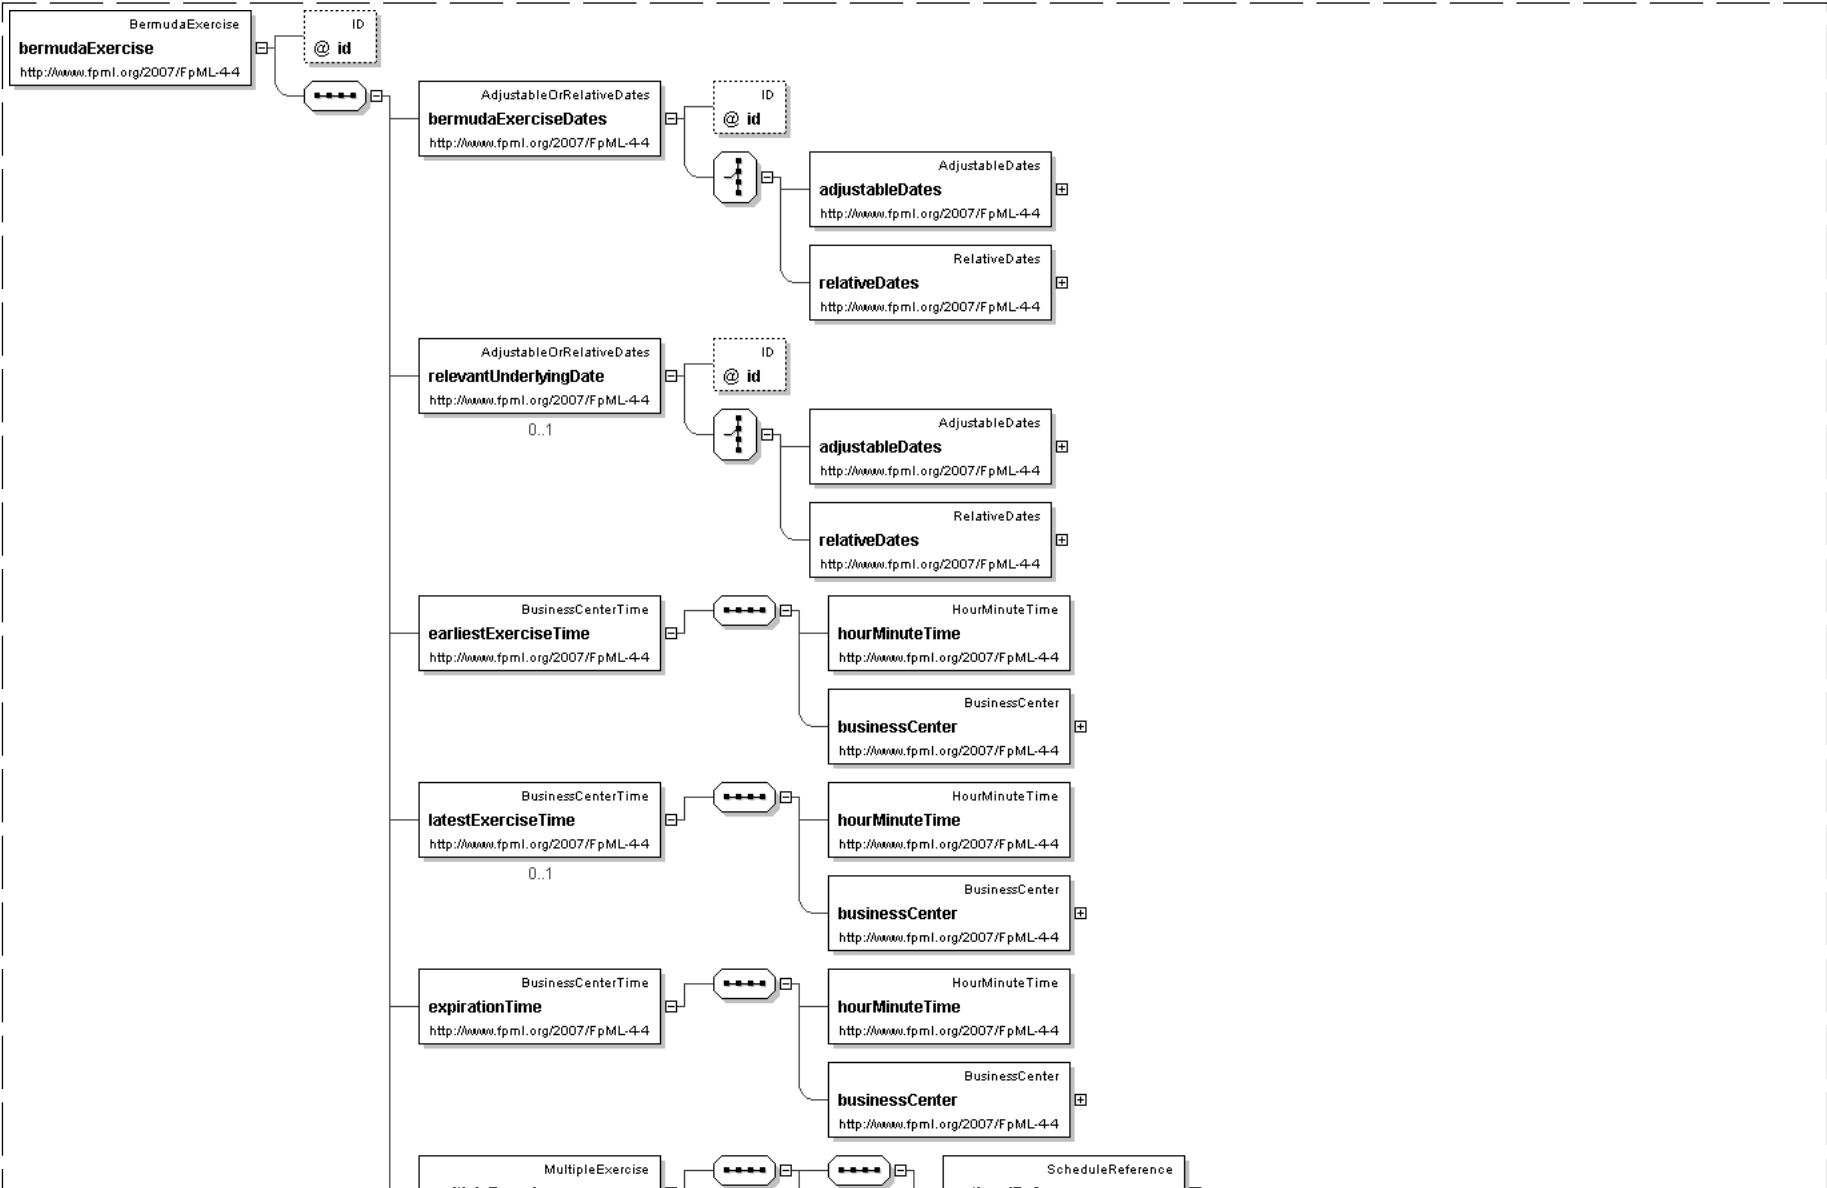 BermudaExercise
bermudaExercise
http://www.fpml.org/2007/FpML-4-4
ID
@ id
AdjustableOrRelativeDates
bermudaExerciseDates
http://www.fpml.org/2007/FpML-4-4
ID
@ id
AdjustableDates
adjustableDates
http://www.fpml.org/2007/FpML-4-4
RelativeDates
relativeDates
http://www.fpml.org/2007/FpML-4-4
AdjustableOrRelativeDates
relevantUnderlyingDate
http://www.fpml.org/2007/FpML-4-4
0..1
ID
@ id
AdjustableDates
adjustableDates
http://www.fpml.org/2007/FpML-4-4
RelativeDates
relativeDates
http://www.fpml.org/2007/FpML-4-4
BusinessCenterTime
earliestExerciseTime
http://www.fpml.org/2007/FpML-4-4
HourMinuteTime
hourMinuteTime
http://www.fpml.org/2007/FpML-4-4
BusinessCenter
businessCenter
http://www.fpml.org/2007/FpML-4-4
BusinessCenterTime
latestExerciseTime
http://www.fpml.org/2007/FpML-4-4
0..1
HourMinuteTime
hourMinuteTime
http://www.fpml.org/2007/FpML-4-4
BusinessCenter
businessCenter
http://www.fpml.org/2007/FpML-4-4
BusinessCenterTime
expirationTime
http://www.fpml.org/2007/FpML-4-4
HourMinuteTime
hourMinuteTime
http://www.fpml.org/2007/FpML-4-4
BusinessCenter
businessCenter
http://www.fpml.org/2007/FpML-4-4
MultipleExercise
ScheduleReference